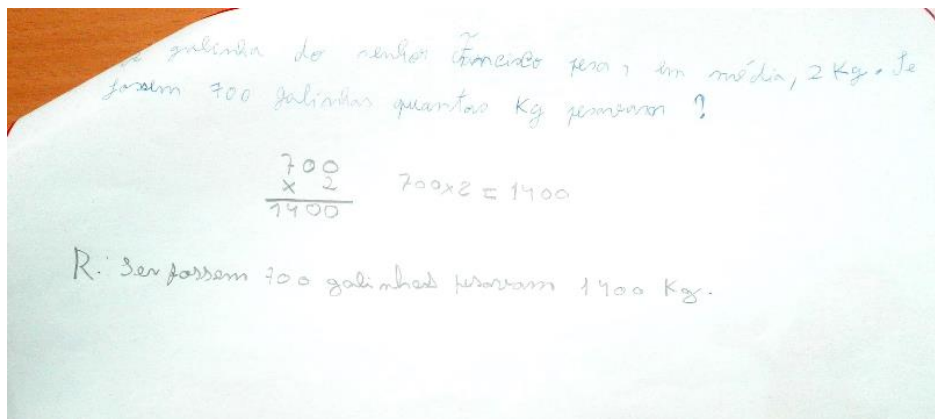 galinha do senhor Francisco pesa, em média, 2 Kg. Se
fossem 700 galinhas quantos Kg pesavam ?
700
x 2
1400
700x2 = 1400
R: Se fossem 700 galinhas pesavam 1400 Kg.